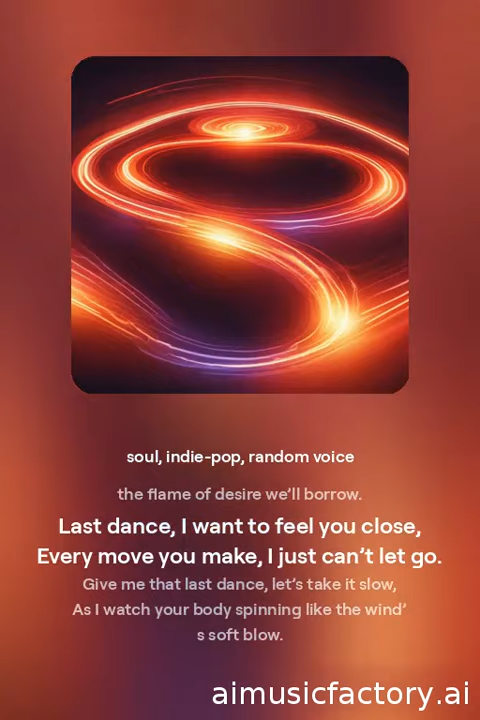 soul, indie-pop, random voice
the flame of desire we’ll borrow.
Last dance, I want to feel you close,
Every move you make, I just can’t let go.
Give me that last dance, let’s take it slow,
As I watch your body spinning like the wind’
s soft blow.
aimusicfactory.ai